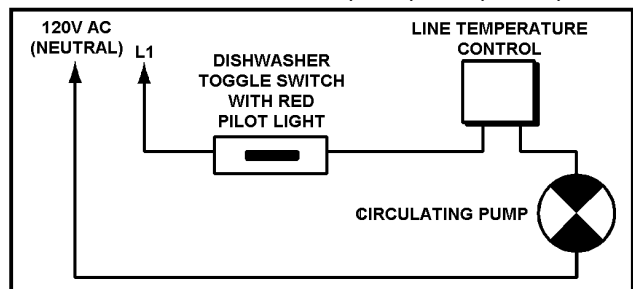 120V AC
(NEUTRAL)
L1
DISHWASHER
TOGGLE SWITCH
WITH RED
PILOT LIGHT
LINE TEMPERATURE
CONTROL
CIRCULATING PUMP